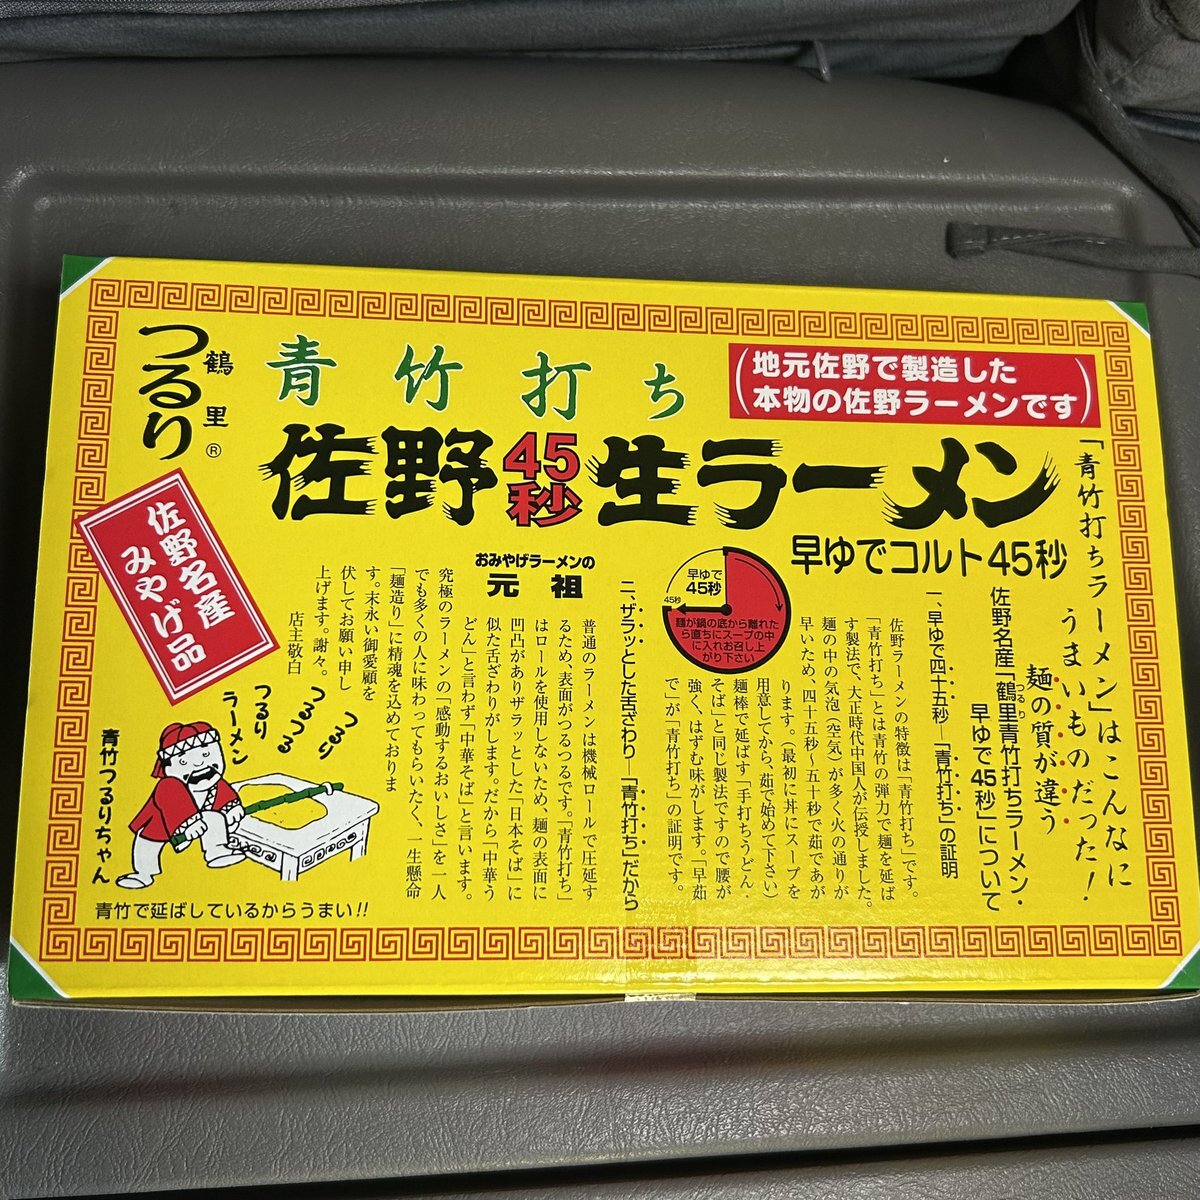 つるり
鶴里®
青竹打ち
(地元佐野で製造した
本物の佐野ラーメンです)
佐野45秒生ラーメン
早ゆでコルト45秒
佐野名産
みやげ品
おみやげラーメンの
元祖
早ゆで
45秒
45秒
麺が鍋の底から離れた
ら直ちにスープの中
に入れお召し上
がり下さい
「青竹打ちラーメン」はこんなに
うまいものだった!
麺の質が違う
佐野名産「鶴里青竹打ちラーメン・
つるり
早ゆで45秒」について
一、早ゆで四十五秒―「青竹打ち」の証明
佐野ラーメンの特徴は「青竹打ち」です。
「青竹打ち」とは青竹の弾力で麺を延ば
す製法で、大正時代中国人が伝授しました。
麺の中の気泡(空気)が多く火の通りが
早いため、四十五秒～五十秒で茹であが
ります。(最初に丼にスープを
用意してから、茹で始めて下さい)
麺棒で延ばす「手打ちうどん・
そば」と同じ製法ですので腰が
強く、はずむ味がします。「早茹
で」が「青竹打ち」の証明です。
二、ザラッとした舌ざわり―「青竹打ち」だから
普通のラーメンは機械ロールで圧延す
るため、表面がつるつるです。「青竹打ち」
はロールを使用しないため、麺の表面に
凹凸がありザラッとした「日本そば」に
似た舌ざわりがします。だから「中華う
どん」と言わず「中華そば」と言います。
究極のラーメンの「感動するおいしさ」を一人
でも多くの人に味わってもらいたく、一生懸命
「麺造り」に精魂を込めておりま
す。末永い御愛顧を
伏してお願い申し
上げます。謝々。
店主敬白
つるり
つるつる
つるり
ラーメン
青竹つるりちゃん
青竹で延ばしているからうまい!!